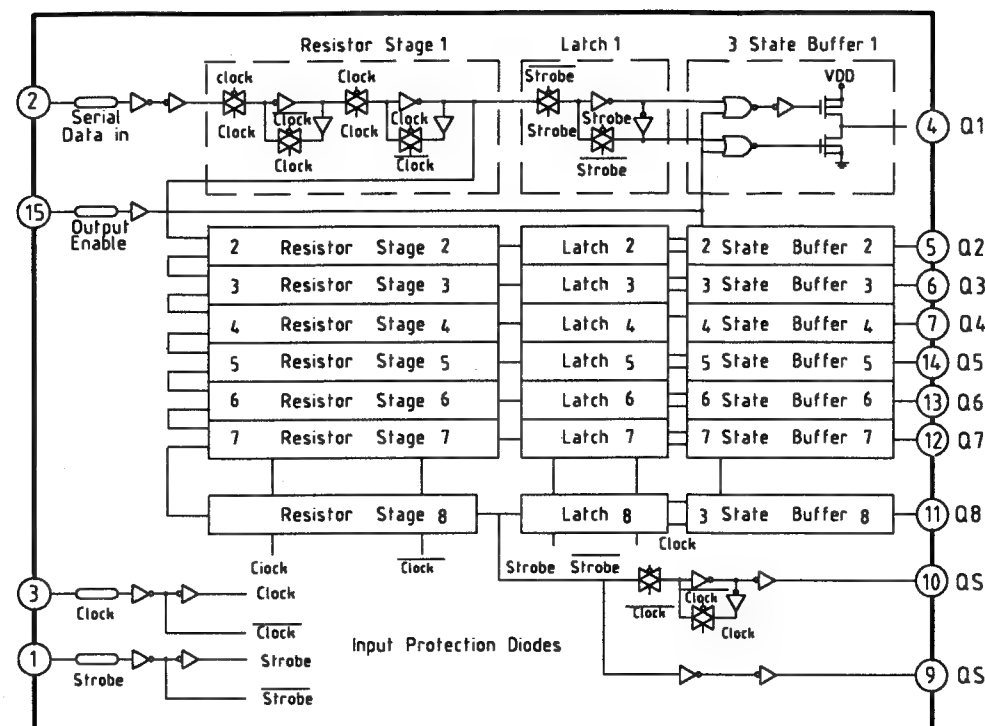 Resistor Stage 1
Latch 1
3 State Buffer 1
clock
Clock
Strobe
VDD
2
Serial
Data in
Clock
Clock
Clock
Clock
Clock
Clock
Strobe
Strobe
Strobe
4 Q1
15
Output
Enable
2 Resistor Stage 2 Latch 2 2 State Buffer 2 5 Q2
3 Resistor Stage 3 Latch 3 3 State Buffer 3 6 Q3
4 Resistor Stage 4 Latch 4 4 State Buffer 4 7 Q4
5 Resistor Stage 5 Latch 5 5 State Buffer 5 14 Q5
6 Resistor Stage 6 Latch 6 6 State Buffer 6 13 Q6
7 Resistor Stage 7 Latch 7 7 State Buffer 7 12 Q7
Resistor Stage 8 Latch 8 3 State Buffer 8 11 Q8
Clock
Clock
Strobe
Strobe
Clock
Clock
Clock
Clock
10 QS
3
Clock
Clock
Clock
1
Strobe
Strobe
Strobe
Input Protection Diodes
9 QS